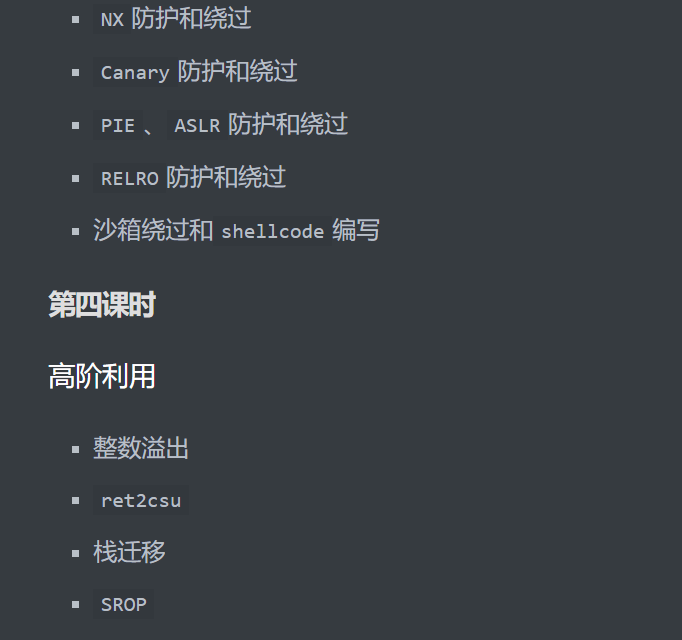 NX 防护和绕过
Canary 防护和绕过
PIE 、 ASLR 防护和绕过
RELRO 防护和绕过
沙箱绕过和 shellcode 编写
第四课时
高阶利用
整数溢出
ret2csu
栈迁移
SROP